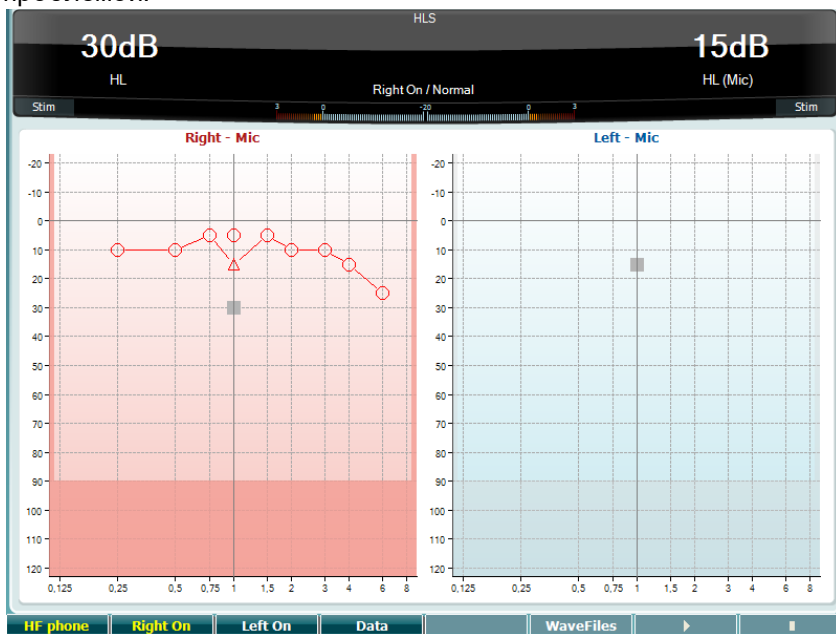 HLS
30dB
15dB
HL
HL (Mic)
Right On / Normal
Stim
3 0 -20 0 3
Stim
Right - Mic
Left - Mic
-20
-10
0
10
20
30
40
50
60
70
80
90
100
110
120
0,125 0,25 0,5 0,75 1 1,5 2 3 4 6 8
-20
-10
0
10
20
30
40
50
60
70
80
90
100
110
120
0,125 0,25 0,5 0,75 1 1,5 2 3 4 6 8
HF phone Right On Left On Data WaveFiles